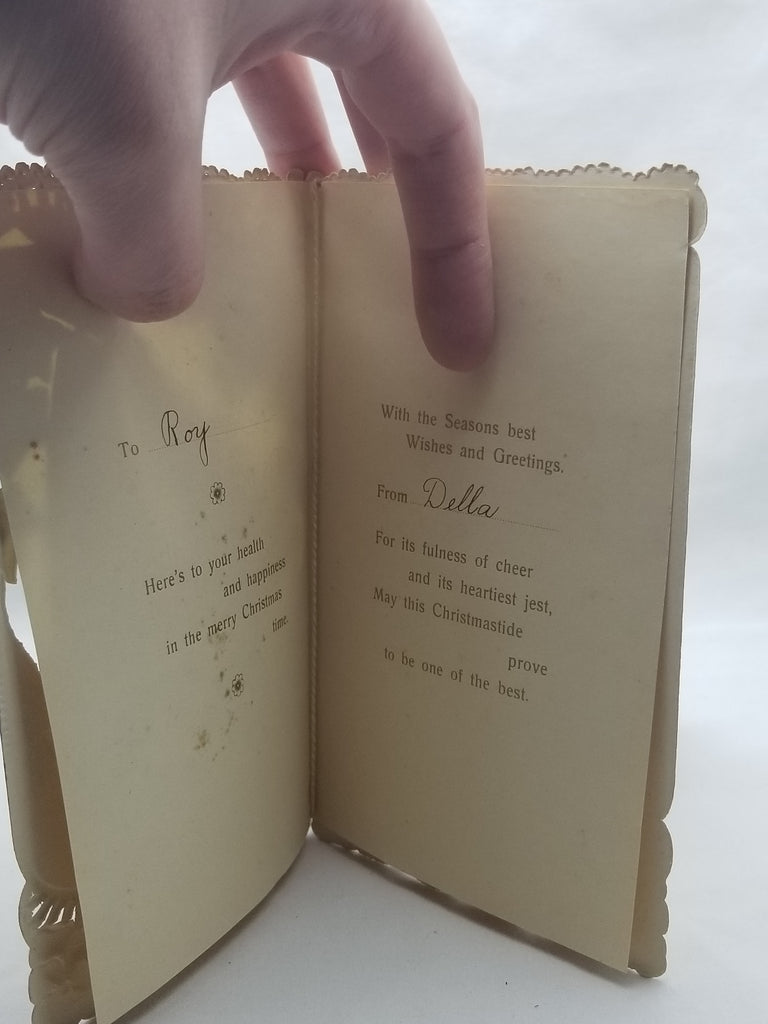 To Roy
Here's to your health
and happiness
in the merry Christmas
time.
With the Seasons best
Wishes and Greetings.
From Della
For its fulness of cheer
and its heartiest jest,
May this Christmastide
prove
to be one of the best.